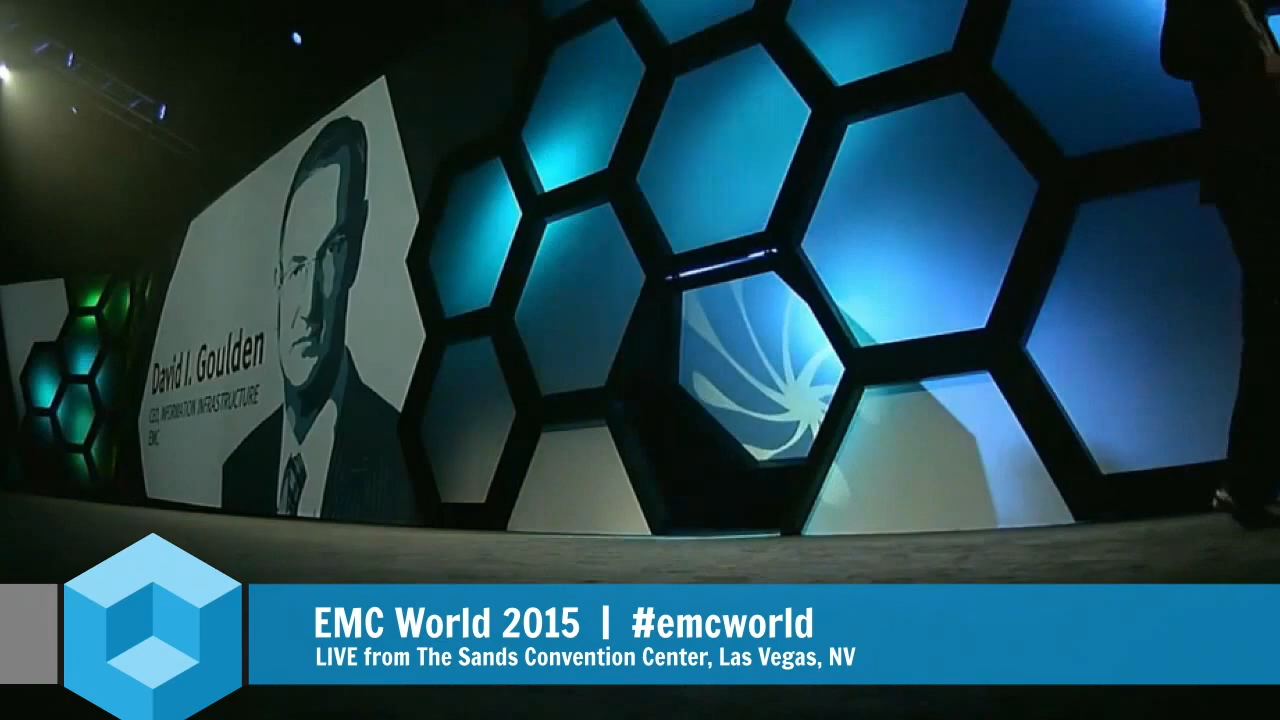 David I. Goulden
CEO, INFORMATION INFRASTRUCTURE
EMC
EMC World 2015 | #emcworld
LIVE from The Sands Convention Center, Las Vegas, NV